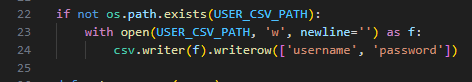 22 if not os.path.exists(USER_CSV_PATH):
23 with open(USER_CSV_PATH, 'w', newline='') as f:
24 csv.writer(f).writerow(['username', 'password'])
25